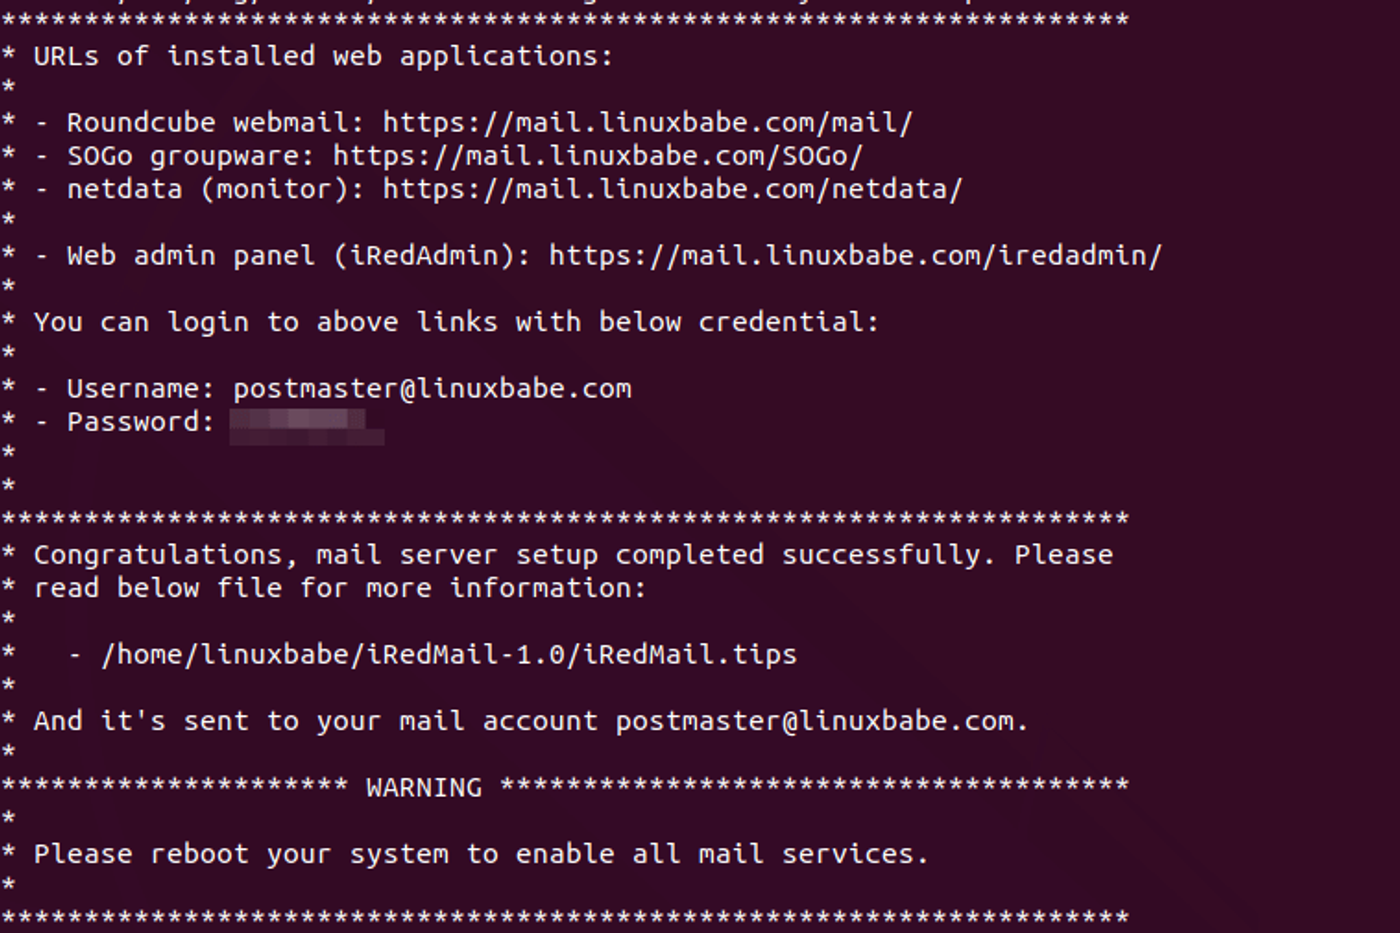 ********************************************************************
* URLs of installed web applications:
*
* - Roundcube webmail: https://mail.linuxbabe.com/mail/
* - SOGo groupware: https://mail.linuxbabe.com/SOGo/
* - netdata (monitor): https://mail.linuxbabe.com/netdata/
*
* - Web admin panel (iRedAdmin): https://mail.linuxbabe.com/iredadmin/
*
* You can login to above links with below credential:
*
* - Username: postmaster@linuxbabe.com
* - Password:
*
*
********************************************************************
* Congratulations, mail server setup completed successfully. Please
* read below file for more information:
*
*   - /home/linuxbabe/iRedMail-1.0/iRedMail.tips
*
* And it's sent to your mail account postmaster@linuxbabe.com.
*
********************* WARNING **************************************
*
* Please reboot your system to enable all mail services.
*
********************************************************************